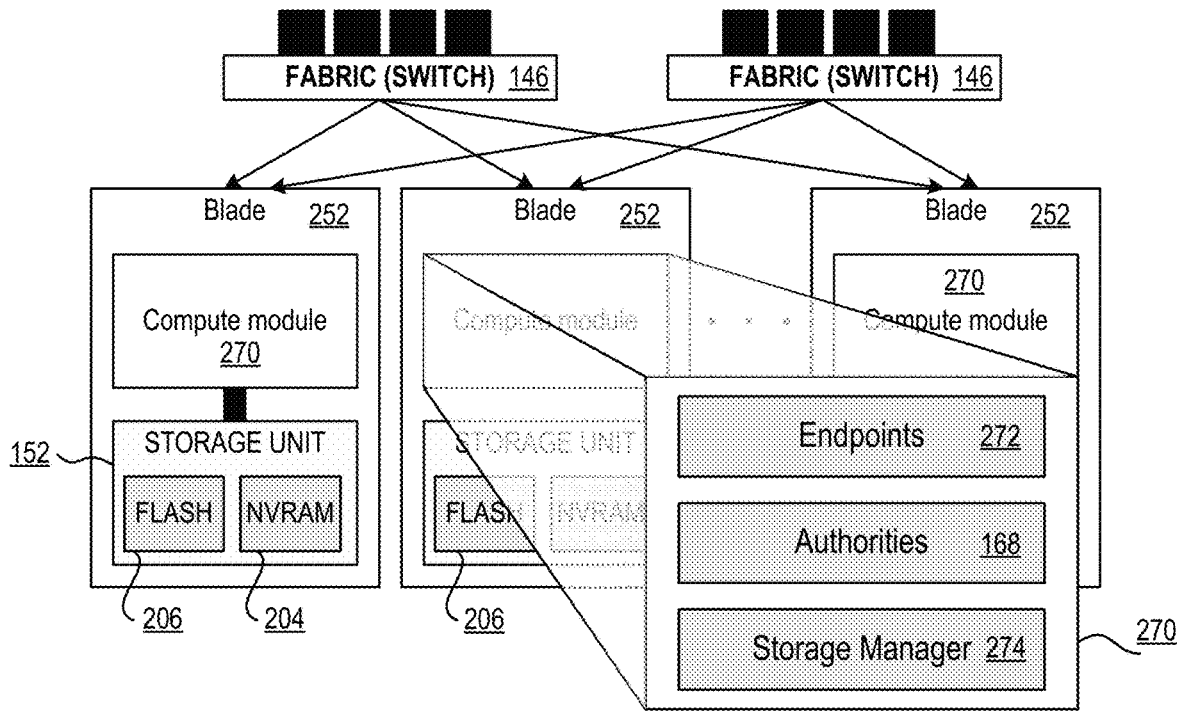 FABRIC (SWITCH) 146
FABRIC (SWITCH) 146
Blade 252
Blade 252
Blade 252
Compute module
270
Compute module
. . .
270
Compute module
152
STORAGE UNIT
FLASH
NVRAM
STORAGE UNIT
FLASH
NVRAM
206
204
206
Endpoints 272
Authorities 168
Storage Manager 274
270